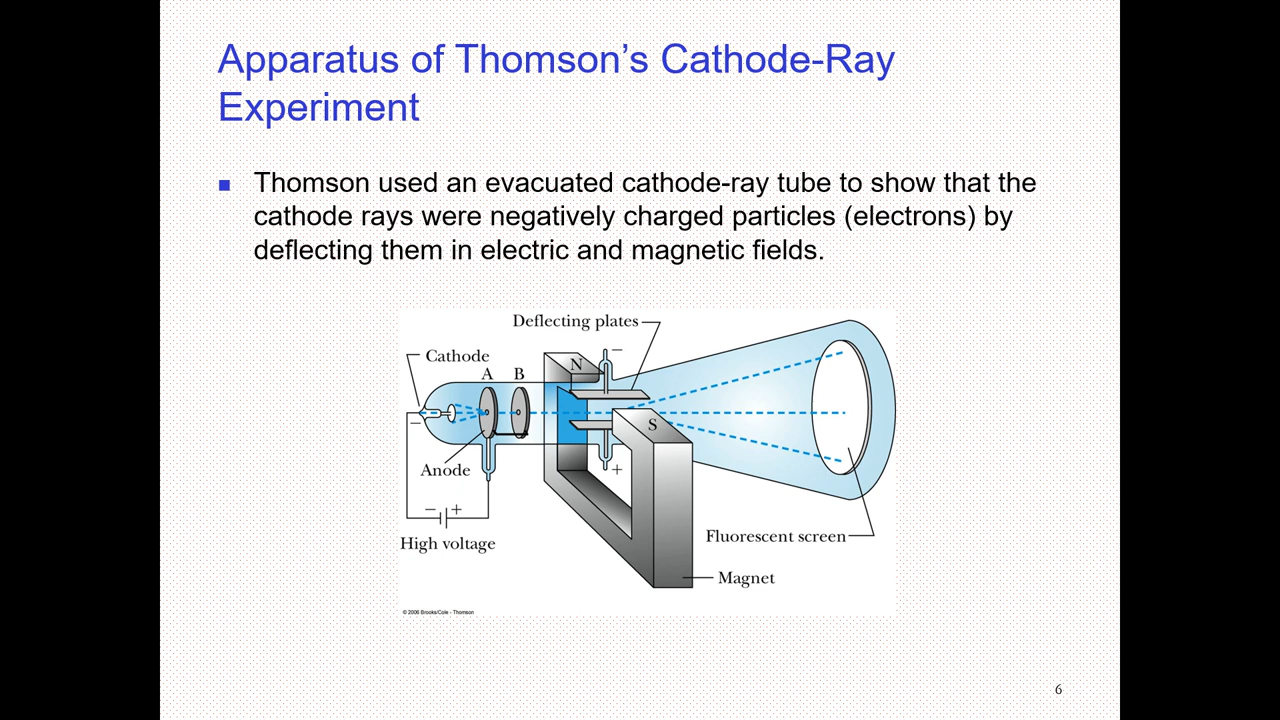 Apparatus of Thomson’s Cathode-Ray
Experiment
Thomson used an evacuated cathode-ray tube to show that the
cathode rays were negatively charged particles (electrons) by
deflecting them in electric and magnetic fields.
Deflecting plates
Cathode
A B
N
−
S
−
+
Anode
− +
High voltage
Fluorescent screen
Magnet
© 2006 Brooks/Cole - Thomson
6